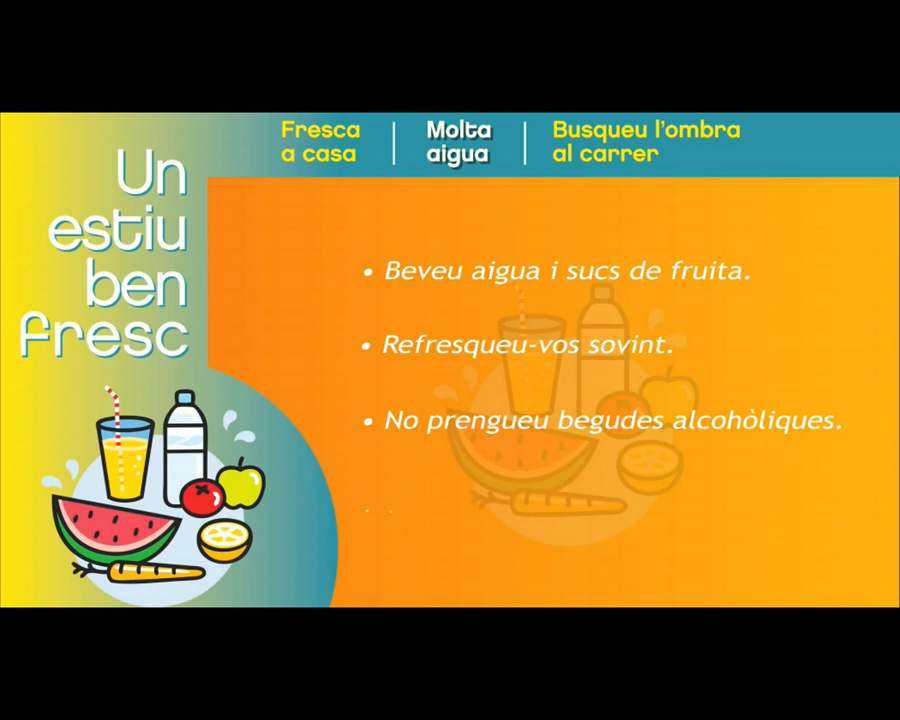 Un
estiu
ben
fresc
Fresca
a casa
Molta
aigua
Busqueu l'ombra
al carrer
• Beveu aigua i sucs de fruita.
• Refresqueu-vos sovint.
• No prengueu begudes alcohòliques.